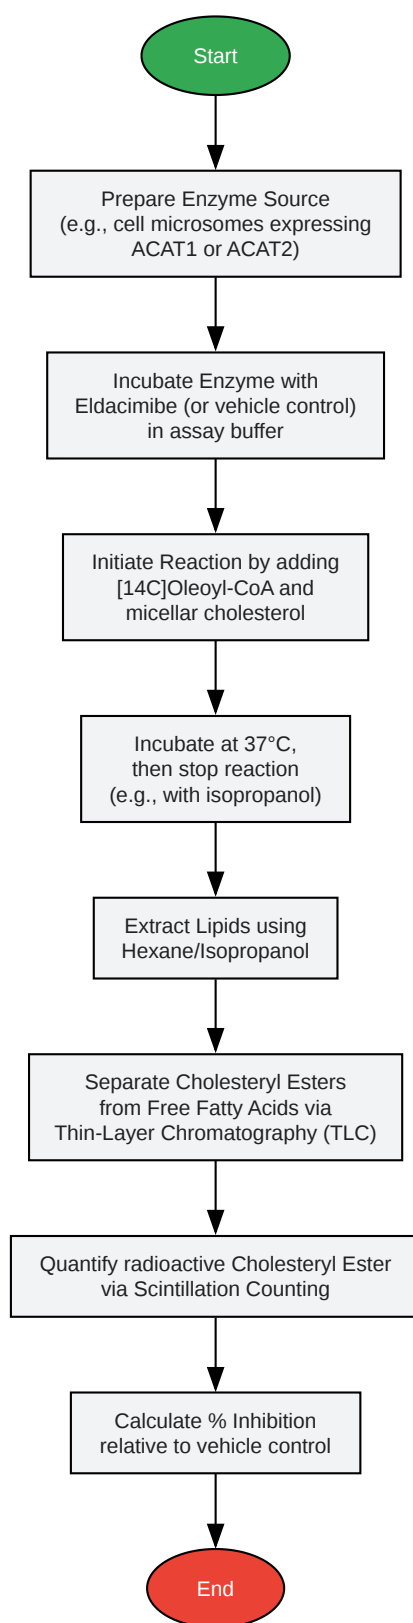 Start
Prepare Enzyme Source
(e.g., cell microsomes expressing
ACAT1 or ACAT2)
Incubate Enzyme with
Eldacimibe (or vehicle control)
in assay buffer
Initiate Reaction by adding
[14C]Oleoyl-CoA and
micellar cholesterol
Incubate at 37°C,
then stop reaction
(e.g., with isopropanol)
Extract Lipids using
Hexane/Isopropanol
Separate Cholesteryl Esters
from Free Fatty Acids via
Thin-Layer Chromatography (TLC)
Quantify radioactive Cholesteryl Ester
via Scintillation Counting
Calculate % Inhibition
relative to vehicle control
End